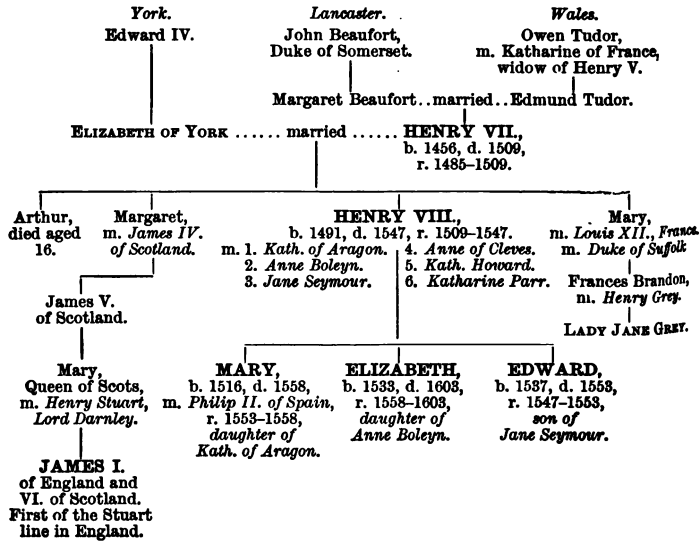 York.
Edward IV.
Lancaster.
John Beaufort,
Duke of Somerset.
Wales.
Owen Tudor,
m. Katharine of France,
widow of Henry V.
Margaret Beaufort..married..Edmund Tudor.
ELIZABETH OF YORK ...... married ...... HENRY VII.,
b. 1456, d. 1509,
r. 1485–1509.
Arthur,
died aged
16.
Margaret,
m. James IV.
of Scotland.
HENRY VIII.,
b. 1491, d. 1547, r. 1509–1547.
m. 1. Kath. of Aragon.
2. Anne Boleyn.
3. Jane Seymour.
4. Anne of Cleves.
5. Kath. Howard.
6. Katharine Parr.
Mary,
m. Louis XII., France.
m. Duke of Suffolk
Frances Brandon,
m. Henry Grey.
LADY JANE GREY.
James V.
of Scotland.
Mary,
Queen of Scots,
m. Henry Stuart,
Lord Darnley.
JAMES I.
of England and
VI. of Scotland.
First of the Stuart
line in England.
MARY,
b. 1516, d. 1558,
m. Philip II. of Spain,
r. 1553–1558,
daughter of
Kath. of Aragon.
ELIZABETH,
b. 1533, d. 1603,
r. 1558–1603,
daughter of
Anne Boleyn.
EDWARD,
b. 1537, d. 1553,
r. 1547–1553,
son of
Jane Seymour.